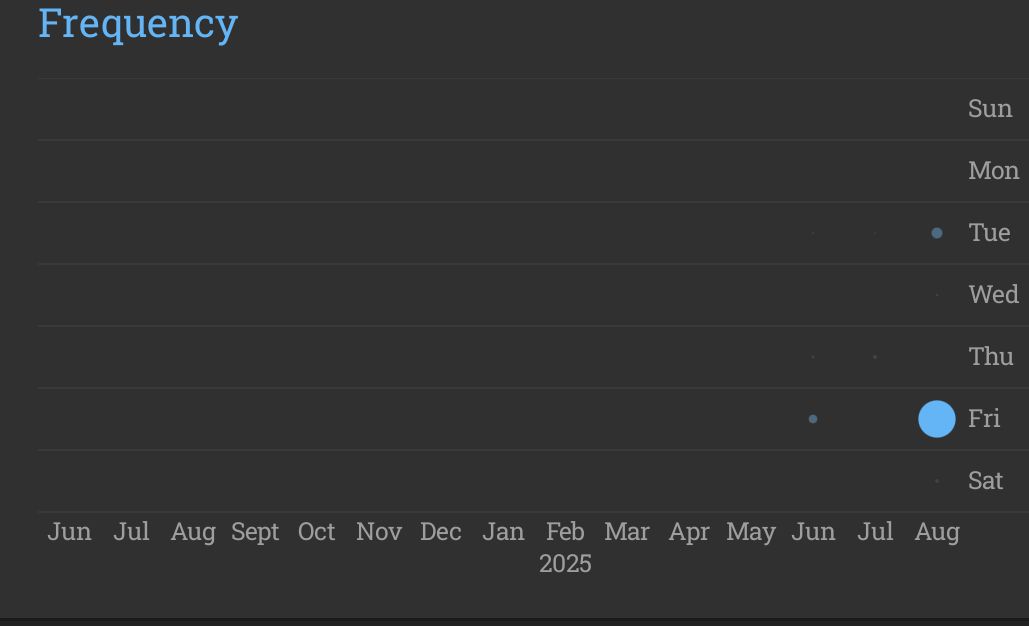 Frequency
Sun
Mon
Tue
Wed
Thu
Fri
Sat
Jun Jul Aug Sept Oct Nov Dec Jan Feb Mar Apr May Jun Jul Aug
2025